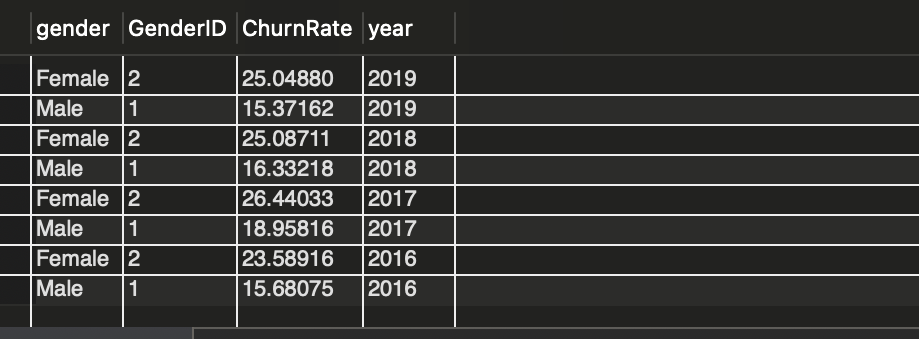 gender GenderID ChurnRate year
Female 2 25.04880 2019
Male 1 15.37162 2019
Female 2 25.08711 2018
Male 1 16.33218 2018
Female 2 26.44033 2017
Male 1 18.95816 2017
Female 2 23.58916 2016
Male 1 15.68075 2016